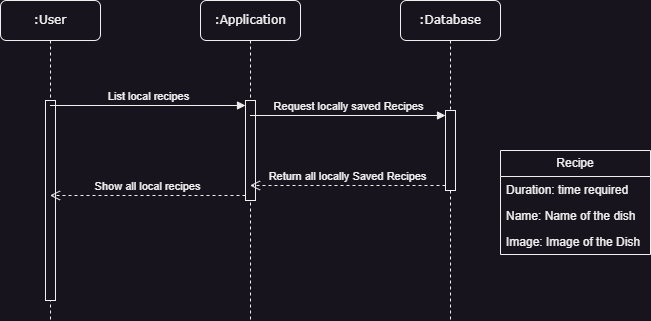 :User
:Application
:Database
List local recipes
Request locally saved Recipes
Return all locally Saved Recipes
Show all local recipes
Recipe
Duration: time required
Name: Name of the dish
Image: Image of the Dish